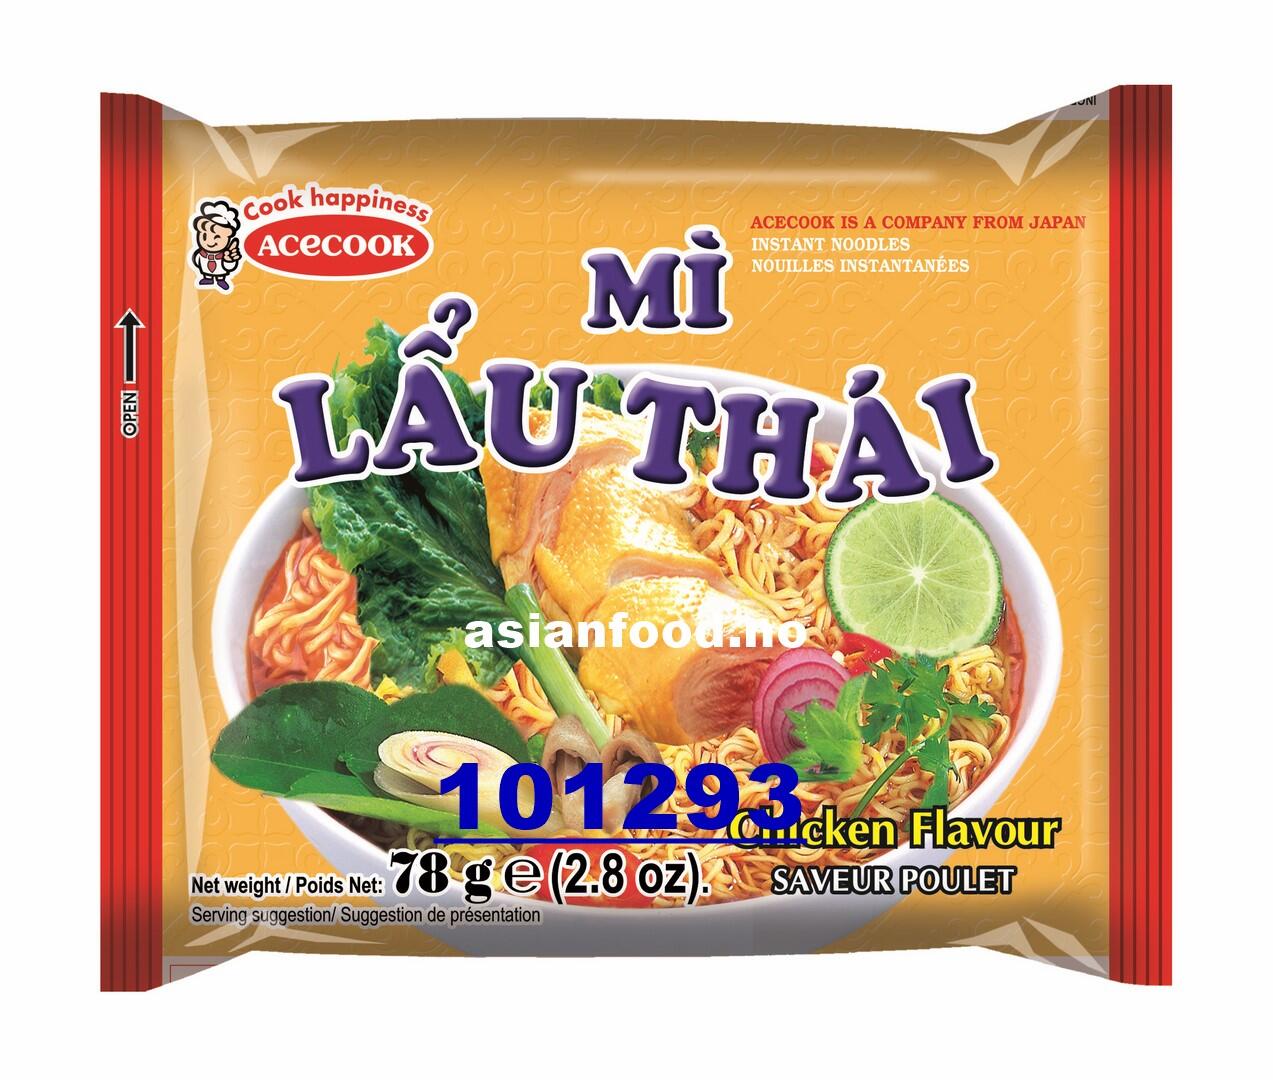 Cook happiness
ACECOOK
ACECOOK IS A COMPANY FROM JAPAN
INSTANT NOODLES
NOUILLES INSTANTANÉES
MÌ
LẨU THÁI
OPEN
asianfood.no
101293
Chicken Flavour
SAVEUR POULET
Net weight / Poids Net: 78 g e (2.8 oz).
Serving suggestion/ Suggestion de présentation